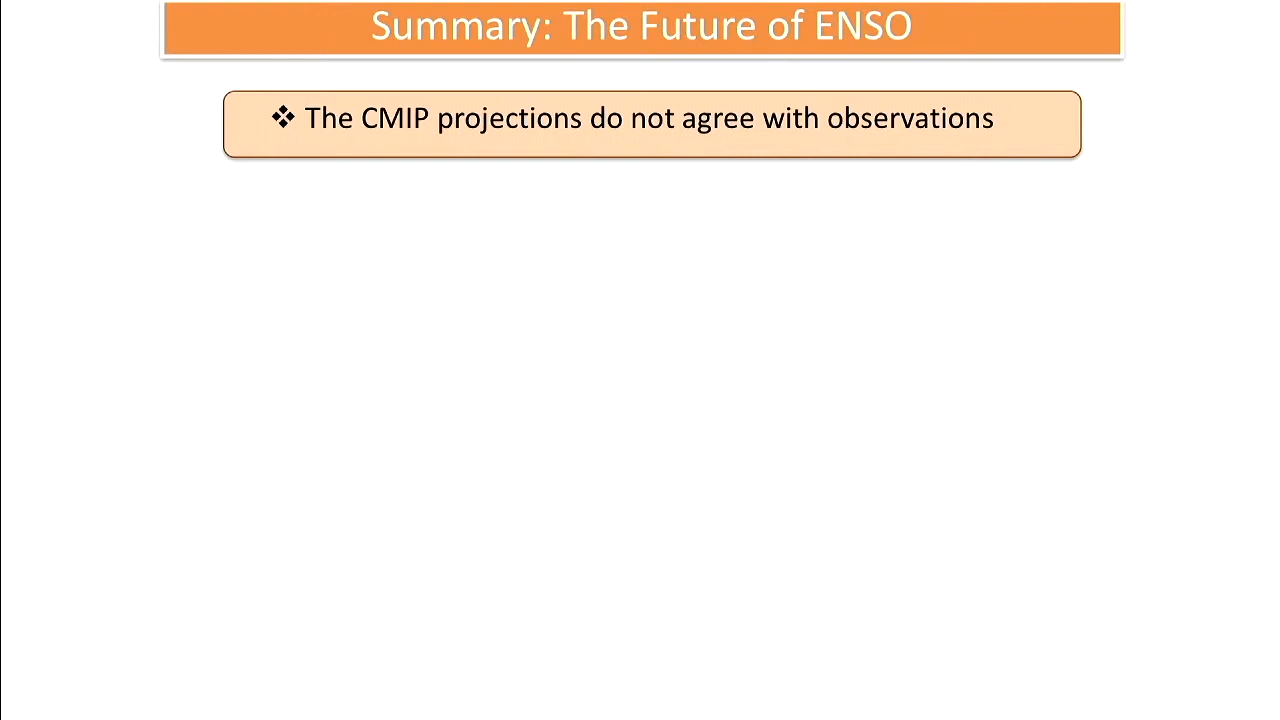 Summary: The Future of ENSO
❖ The CMIP projections do not agree with observations